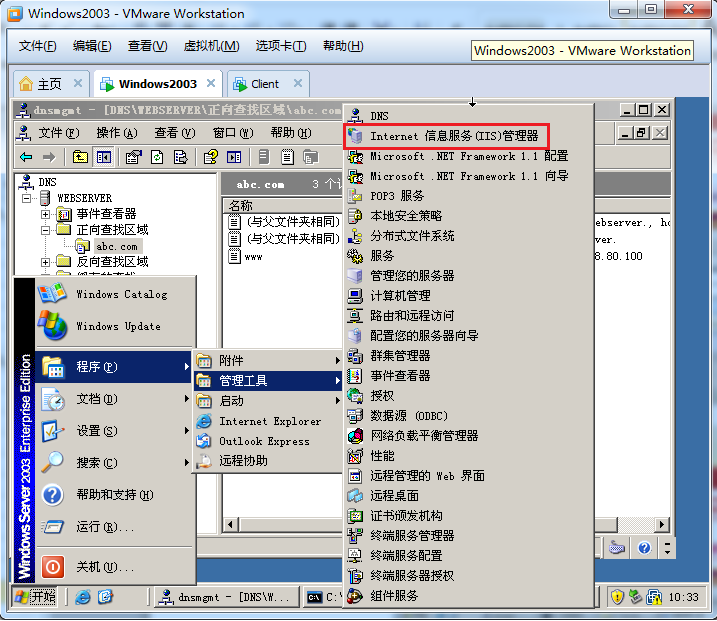 Windows2003 - VMware Workstation
文件(F) 编辑(E) 查看(V) 虚拟机(M) 选项卡(T) 帮助(H)
Windows2003 - VMware Workstation
主页 Windows2003 Client
dnsmgmt - [DNS\WEBSERVER\正向查找区域\abc.com
文件(F) 操作(A) 查看(V) 窗口(W) 帮助(H)
DNS
WEBSERVER
事件查看器
正向查找区域
abc.com
反向查找区域
abc.com 3 个
名称
(与父文件夹相同)
(与父文件夹相同)
www
ebserver., ho
rver.
8.80.100
Windows Catalog
Windows Update
程序(P)
文档(D)
设置(S)
搜索(C)
帮助和支持(H)
运行(R)...
关机(U)...
Windows Server 2003 Enterprise Edition
附件
管理工具
启动
Internet Explorer
Outlook Express
远程协助
DNS
Internet 信息服务(IIS)管理器
Microsoft .NET Framework 1.1 配置
Microsoft .NET Framework 1.1 向导
POP3 服务
本地安全策略
分布式文件系统
服务
管理您的服务器
计算机管理
路由和远程访问
配置您的服务器向导
群集管理器
事件查看器
授权
数据源 (ODBC)
网络负载平衡管理器
性能
远程管理的 Web 界面
远程桌面
证书颁发机构
终端服务管理器
终端服务配置
终端服务器授权
组件服务
开始 dnsmgmt - [DNS\W... C: 10:33